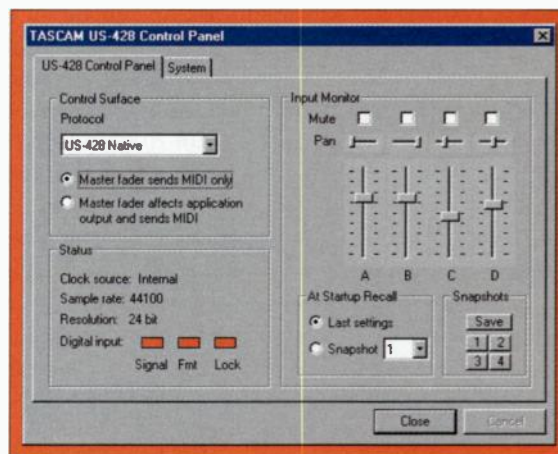 TASCAM US-428 Control Panel
US-428 Control Panel
System
Control Surface
Protocol
US-428 Native
Master fader sends MIDI only
Master fader affects application
output and sends MIDI
Status
Clock source: Internal
Sample rate: 44100
Resolution: 24 bit
Digital input:
Signal Fmt Lock
Input Monitor
Mute
Pan
A B C D
At Startup Recall
Last settings
Snapshot 1
Snapshots
Save
1 2
3 4
Close
Cancel